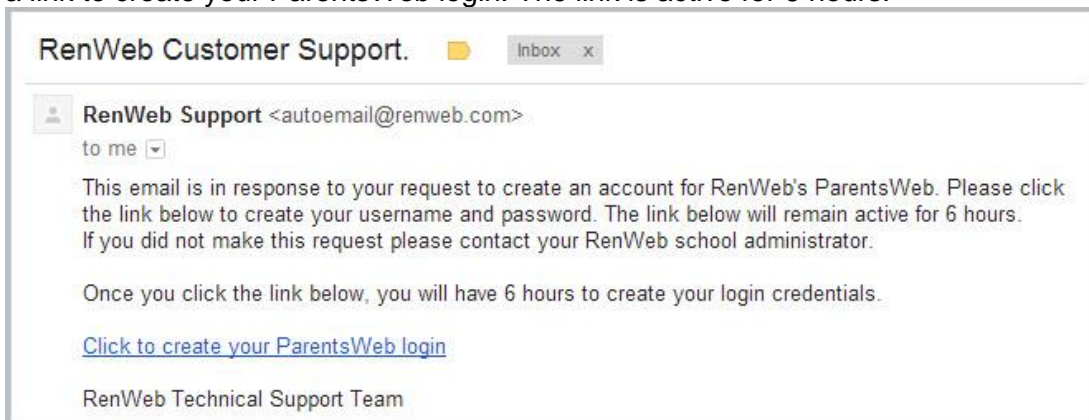 a link to create your ParentsWeb login. The link is active for 6 hours.
RenWeb Customer Support.
Inbox x
RenWeb Support <autoemail@renweb.com>
to me
This email is in response to your request to create an account for RenWeb's ParentsWeb. Please click
the link below to create your username and password. The link below will remain active for 6 hours.
If you did not make this request please contact your RenWeb school administrator.
Once you click the link below, you will have 6 hours to create your login credentials.
Click to create your ParentsWeb login
RenWeb Technical Support Team